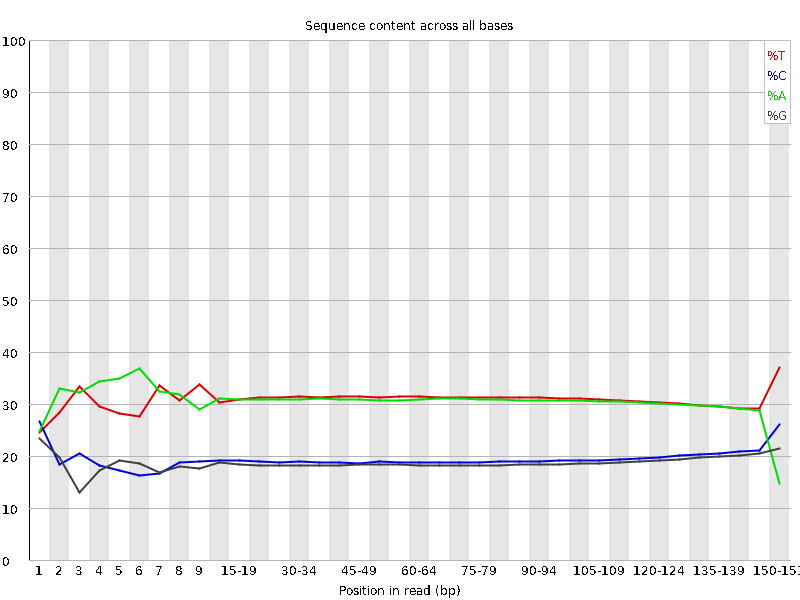 Sequence content across all bases
100
90
80
70
60
50
40
30
20
10
0
%T
%C
%A
%G
1 2 3 4 5 6 7 8 9 15-19 30-34 45-49 60-64 75-79 90-94 105-109 120-124 135-139 150-151
Position in read (bp)